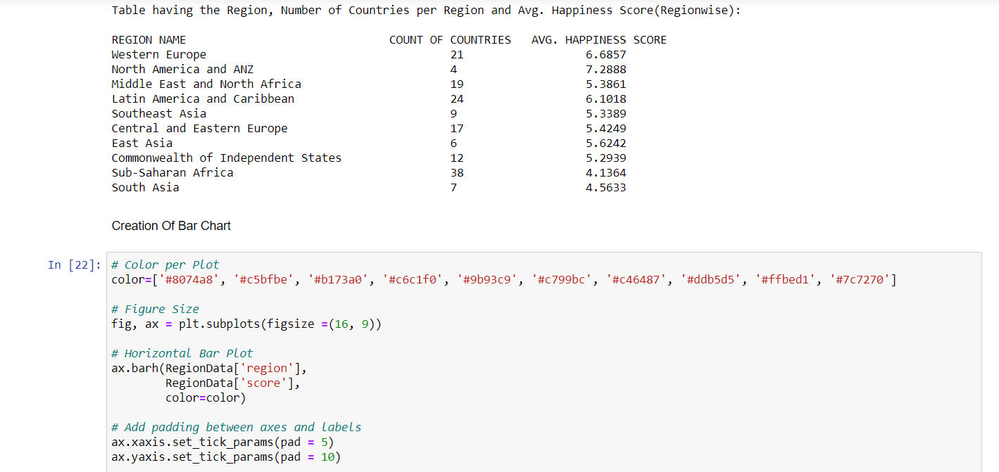 Table having the Region, Number of Countries per Region and Avg. Happiness Score(Regionwise):
REGION NAME COUNT OF COUNTRIES AVG. HAPPINESS SCORE
Western Europe 21 6.6857
North America and ANZ 4 7.2888
Middle East and North Africa 19 5.3861
Latin America and Caribbean 24 6.1018
Southeast Asia 9 5.3389
Central and Eastern Europe 17 5.4249
East Asia 6 5.6242
Commonwealth of Independent States 12 5.2939
Sub-Saharan Africa 38 4.1364
South Asia 7 4.5633
Creation Of Bar Chart
In [22]: # Color per Plot
color=['#8074a8', '#c5bfbe', '#b173a0', '#c6c1f0', '#9b93c9', '#c799bc', '#c46487', '#ddb5d5', '#ffbed1', '#7c7270']
# Figure Size
fig, ax = plt.subplots(figsize =(16, 9))
# Horizontal Bar Plot
ax.barh(RegionData['region'],
RegionData['score'],
color=color)
# Add padding between axes and labels
ax.xaxis.set_tick_params(pad = 5)
ax.yaxis.set_tick_params(pad = 10)